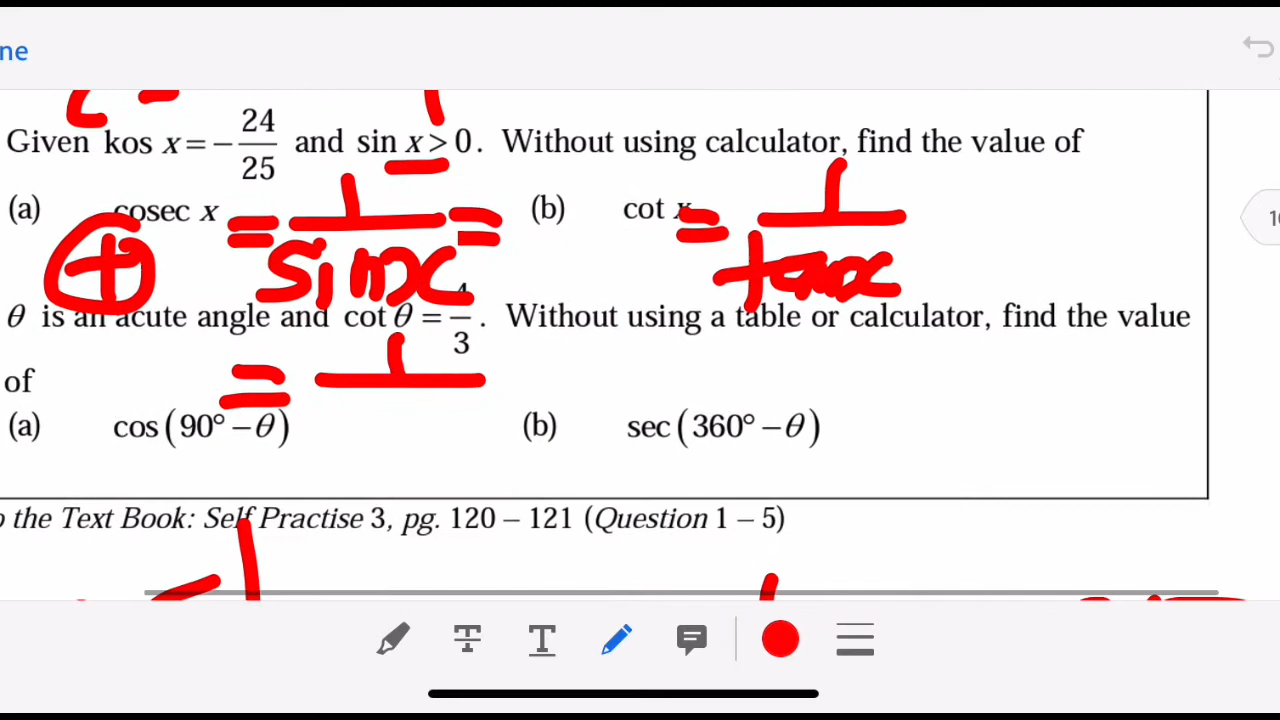 ne
Given kos x = − 24/25 and sin x > 0. Without using calculator, find the value of
(a) cosec x = 1/sin x = (b) cot x = 1/tan x
θ is an acute angle and cot θ = 4/3. Without using a table or calculator, find the value
of = 1
(a) cos(90° − θ) (b) sec(360° − θ)
the Text Book: Self Practise 3, pg. 120 – 121 (Question 1 – 5)